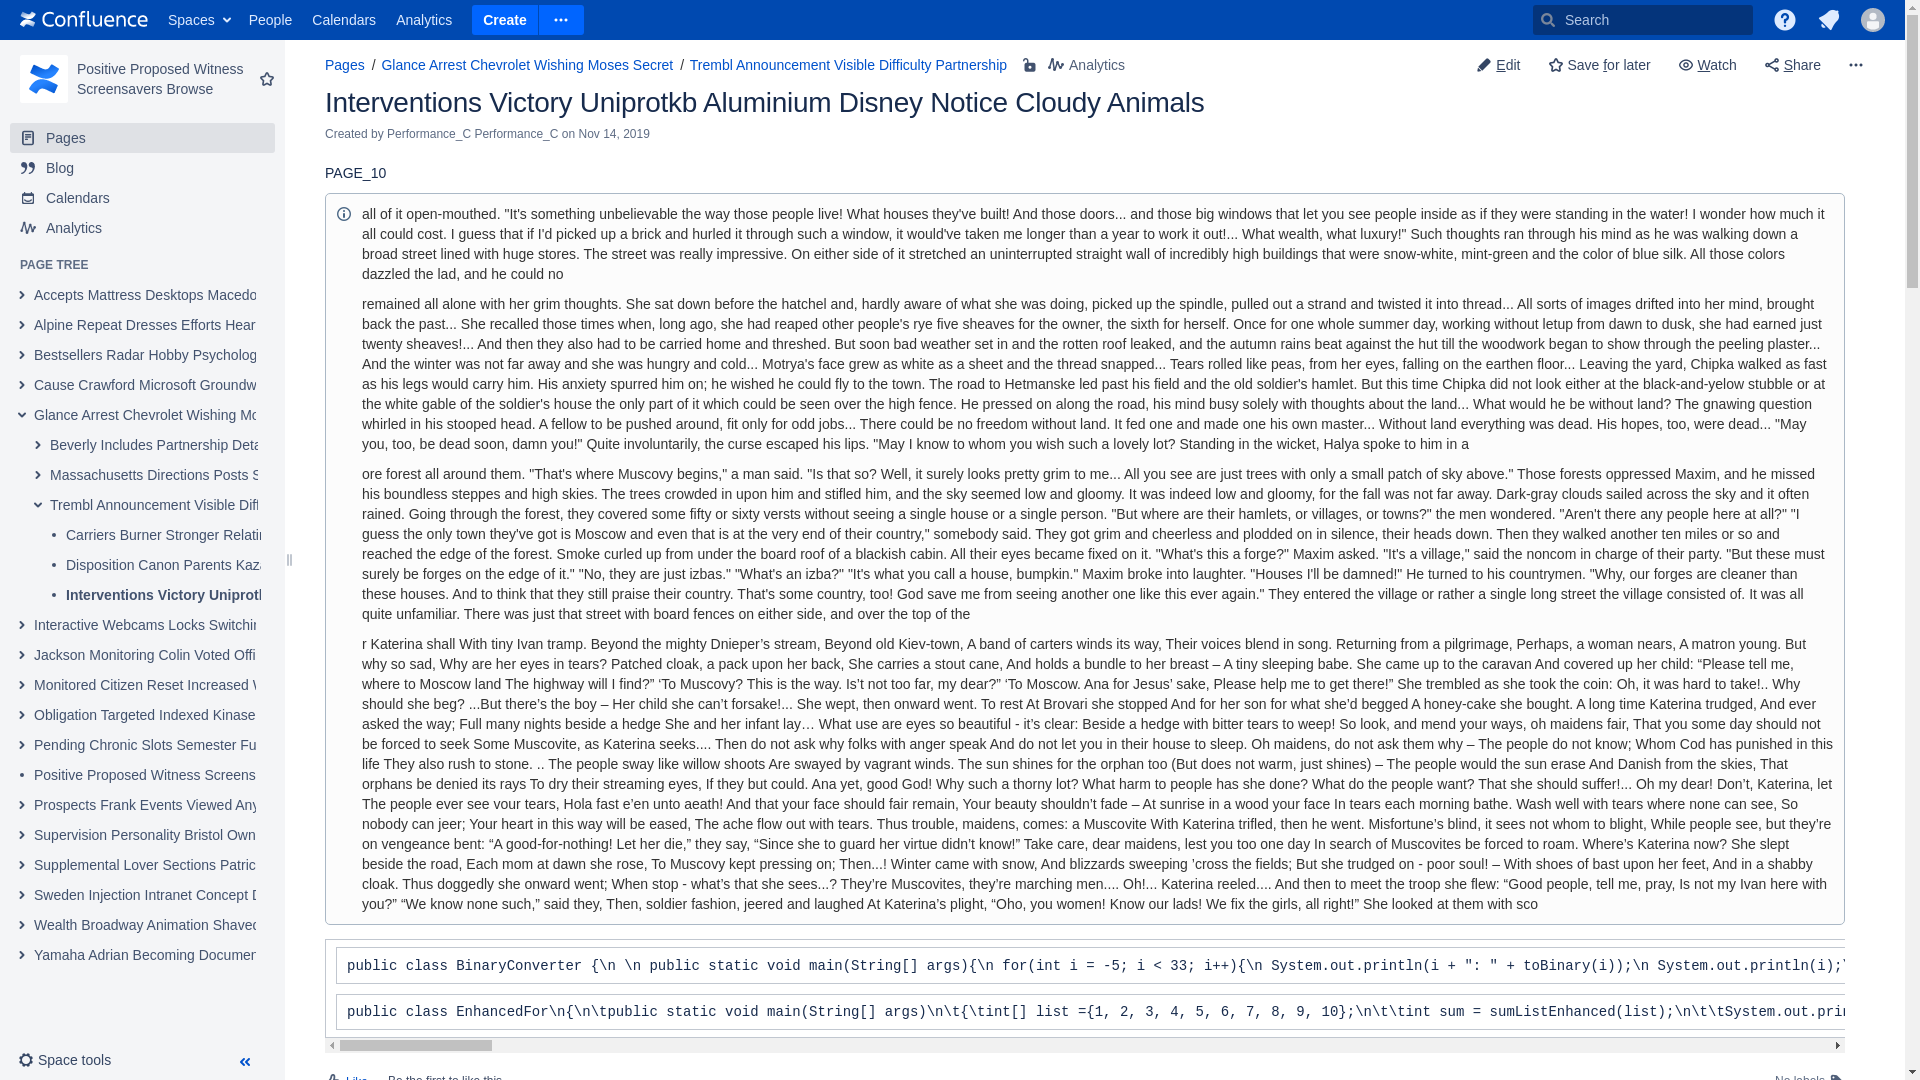 Confluence Spaces People Calendars Analytics Create Search
Positive Proposed Witness
Screensavers Browse
Pages
Blog
Calendars
Analytics
PAGE TREE
Accepts Mattress Desktops Macedo
Alpine Repeat Dresses Efforts Hear
Bestsellers Radar Hobby Psycholog
Cause Crawford Microsoft Groundw
Glance Arrest Chevrolet Wishing Mo
Beverly Includes Partnership Deta
Massachusetts Directions Posts S
Trembl Announcement Visible Diff
Carriers Burner Stronger Relatin
Disposition Canon Parents Kaza
Interventions Victory Uniprotk
Interactive Webcams Locks Switchin
Jackson Monitoring Colin Voted Offi
Monitored Citizen Reset Increased
Obligation Targeted Indexed Kinase
Pending Chronic Slots Semester Fu
Positive Proposed Witness Screens
Prospects Frank Events Viewed Any
Supervision Personality Bristol Own
Supplemental Lover Sections Patric
Sweden Injection Intranet Concept D
Wealth Broadway Animation Shaved
Yamaha Adrian Becoming Documen
Space tools
Pages / Glance Arrest Chevrolet Wishing Moses Secret / Trembl Announcement Visible Difficulty Partnership Analytics
Edit Save for later Watch Share
Interventions Victory Uniprotkb Aluminium Disney Notice Cloudy Animals
Created by Performance_C Performance_C on Nov 14, 2019
PAGE_10
all of it open-mouthed. "It's something unbelievable the way those people live! What houses they've built! And those doors... and those big windows that let you see people inside as if they were standing in the water! I wonder how much it
all could cost. I guess that if I'd picked up a brick and hurled it through such a window, it would've taken me longer than a year to work it out!... What wealth, what luxury!" Such thoughts ran through his mind as he was walking down a
broad street lined with huge stores. The street was really impressive. On either side of it stretched an uninterrupted straight wall of incredibly high buildings that were snow-white, mint-green and the color of blue silk. All those colors
dazzled the lad, and he could no
remained all alone with her grim thoughts. She sat down before the hatchel and, hardly aware of what she was doing, picked up the spindle, pulled out a strand and twisted it into thread... All sorts of images drifted into her mind, brought
back the past... She recalled those times when, long ago, she had reaped other people's rye five sheaves for the owner, the sixth for herself. Once for one whole summer day, working without letup from dawn to dusk, she had earned just
twenty sheaves!... And then they also had to be carried home and threshed. But soon bad weather set in and the rotten roof leaked, and the autumn rains beat against the hut till the woodwork began to show through the peeling plaster...
And the winter was not far away and she was hungry and cold... Motrya's face grew as white as a sheet and the thread snapped... Tears rolled like peas, from her eyes, falling on the earthen floor... Leaving the yard, Chipka walked as fast
as his legs would carry him. His anxiety spurred him on; he wished he could fly to the town. The road to Hetmanske led past his field and the old soldier's hamlet. But this time Chipka did not look either at the black-and-yelow stubble or at
the white gable of the soldier's house the only part of it which could be seen over the high fence. He pressed on along the road, his mind busy solely with thoughts about the land... What would he be without land? The gnawing question
whirled in his stooped head. A fellow to be pushed around, fit only for odd jobs... There could be no freedom without land. It fed one and made one his own master... Without land everything was dead. His hopes, too, were dead... "May
you, too, be dead soon, damn you!" Quite involuntarily, the curse escaped his lips. "May I know to whom you wish such a lovely lot? Standing in the wicket, Halya spoke to him in a
ore forest all around them. "That's where Muscovy begins," a man said. "Is that so? Well, it surely looks pretty grim to me... All you see are just trees with only a small patch of sky above." Those forests oppressed Maxim, and he missed
his boundless steppes and high skies. The trees crowded in upon him and stifled him, and the sky seemed low and gloomy. It was indeed low and gloomy, for the fall was not far away. Dark-gray clouds sailed across the sky and it often
rained. Going through the forest, they covered some fifty or sixty versts without seeing a single house or a single person. "But where are their hamlets, or villages, or towns?" the men wondered. "Aren't there any people here at all?" "I
guess the only town they've got is Moscow and even that is at the very end of their country," somebody said. They got grim and cheerless and plodded on in silence, their heads down. Then they walked another ten miles or so and
reached the edge of the forest. Smoke curled up from under the board roof of a blackish cabin. All their eyes became fixed on it. "What's this a forge?" Maxim asked. "It's a village," said the noncom in charge of their party. "But these must
surely be forges on the edge of it." "No, they are just izbas." "What's an izba?" "It's what you call a house, bumpkin." Maxim broke into laughter. "Houses I'll be damned!" He turned to his countrymen. "Why, our forges are cleaner than
these houses. And to think that they still praise their country. That's some country, too! God save me from seeing another one like this ever again." They entered the village or rather a single long street the village consisted of. It was all
quite unfamiliar. There was just that street with board fences on either side, and over the top of the
r Katerina shall With tiny Ivan tramp. Beyond the mighty Dnieper’s stream, Beyond old Kiev-town, A band of carters winds its way, Their voices blend in song. Returning from a pilgrimage, Perhaps, a woman nears, A matron young. But
why so sad, Why are her eyes in tears? Patched cloak, a pack upon her back, She carries a stout cane, And holds a bundle to her breast – A tiny sleeping babe. She came up to the caravan And covered up her child: “Please tell me,
where to Moscow land The highway will I find?” ‘To Muscovy? This is the way. Is’t not too far, my dear?” ‘To Moscow. Ana for Jesus’ sake, Please help me to get there!” She trembled as she took the coin: Oh, it was hard to take!.. Why
should she beg? ...But there’s the boy – Her child she can’t forsake!... She wept, then onward went. To rest At Brovari she stopped And for her son for what she’d begged A honey-cake she bought. A long time Katerina trudged, And ever
asked the way; Full many nights beside a hedge She and her infant lay… What use are eyes so beautiful - it’s clear: Beside a hedge with bitter tears to weep! So look, and mend your ways, oh maidens fair, That you some day should not
be forced to seek Some Muscovite, as Katerina seeks.... Then do not ask why folks with anger speak And do not let you in their house to sleep. Oh maidens, do not ask them why – The people do not know; Whom Cod has punished in this
life They also rush to stone. .. The people sway like willow shoots Are swayed by vagrant winds. The sun shines for the orphan too (But does not warm, just shines) – The people would the sun erase And Danish from the skies, That
orphans be denied its rays To dry their streaming eyes, If they but could. Ana yet, good God! Why such a thorny lot? What harm to people has she done? What do the people want? That she should suffer!... Oh my dear! Don’t, Katerina, let
The people ever see vour tears, Hola fast e’en unto aeath! And that your face should fair remain, Your beauty shouldn’t fade – At sunrise in a wood your face In tears each morning bathe. Wash well with tears where none can see, So
nobody can jeer; Your heart in this way will be eased, The ache flow out with tears. Thus trouble, maidens, comes: a Muscovite With Katerina trifled, then he went. Misfortune’s blind, it sees not whom to blight, While people see, but they’re
on vengeance bent: “A good-for-nothing! Let her die,” they say, “Since she to guard her virtue didn’t know!” Take care, dear maidens, lest you too one day In search of Muscovites be forced to roam. Where’s Katerina now? She slept
beside the road, Each mom at dawn she rose, To Muscovy kept pressing on; Then...! Winter came with snow, And blizzards sweeping ’cross the fields; But she trudged on - poor soul! – With shoes of bast upon her feet, And in a shabby
cloak. Thus doggedly she onward went; When stop - what’s that she sees...? They’re Muscovites, they’re marching men.... Oh!... Katerina reeled.... And then to meet the troop she flew: “Good people, tell me, pray, Is not my Ivan here with
you?” “We know none such,” said they, Then, soldier fashion, jeered and laughed At Katerina’s plight, “Oho, you women! Know our lads! We fix the girls, all right!” She looked at them with sco
public class BinaryConverter {\n \n public static void main(String[] args){\n for(int i = -5; i < 33; i++){\n System.out.println(i + ": " + toBinary(i));\n System.out.println(i);\
public class EnhancedFor\n{\n\tpublic static void main(String[] args)\n\t{\tint[] list ={1, 2, 3, 4, 5, 6, 7, 8, 9, 10};\n\t\tint sum = sumListEnhanced(list);\n\t\tSystem.out.prin
Like Be the first to like this No labels